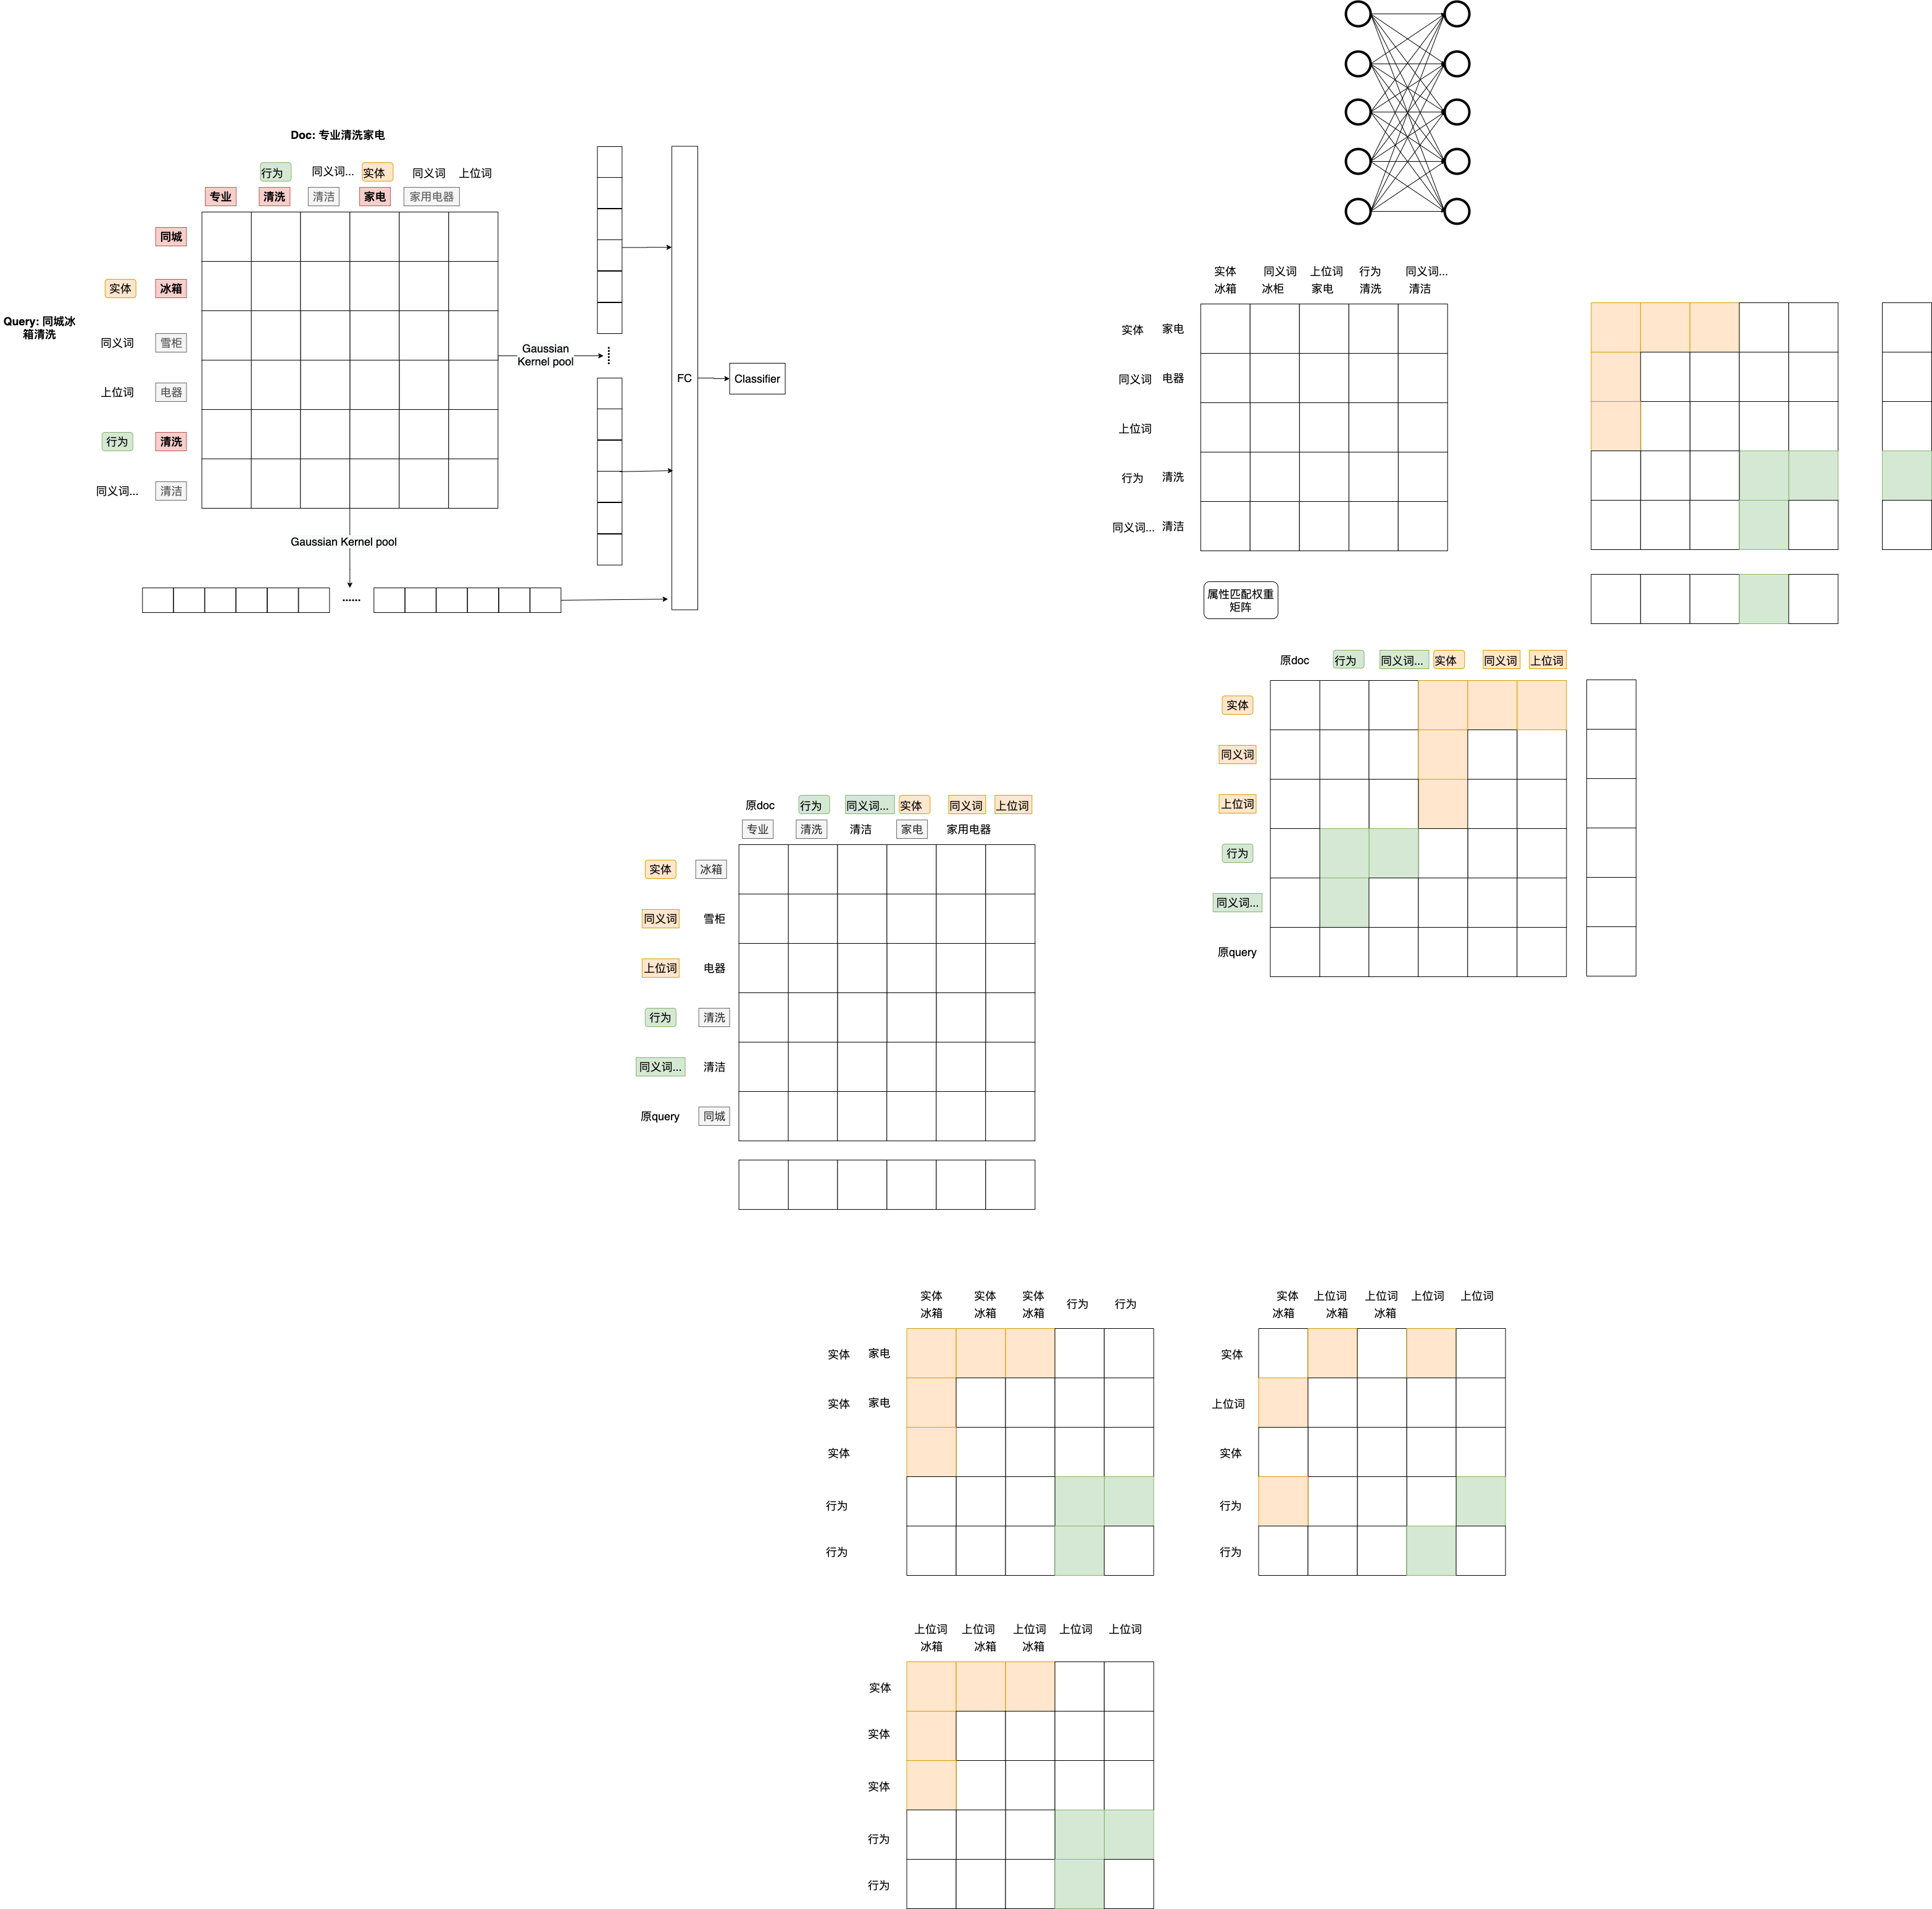 Doc: 专业清洗家电
行为
同义词...
实体
同义词
上位词
专业
清洗
清洁
家电
家用电器
同城
实体
冰箱
Query: 同城冰
箱清洗
同义词
雪柜
上位词
电器
行为
清洗
同义词...
清洁
Gaussian
Kernel pool
Gaussian Kernel pool
......
......
FC
Classifier
实体
同义词
上位词
行为
同义词...
冰箱
冰柜
家电
清洗
清洁
实体
家电
同义词
电器
上位词
行为
清洗
同义词...
清洁
属性匹配权重
矩阵
原doc
行为
同义词...
实体
同义词
上位词
实体
同义词
上位词
行为
同义词...
原query
原doc
行为
同义词...
实体
同义词
上位词
专业
清洗
清洁
家电
家用电器
实体
冰箱
同义词
雪柜
上位词
电器
行为
清洗
同义词...
清洁
原query
同城
实体
实体
实体
行为
行为
冰箱
冰箱
冰箱
实体
家电
实体
家电
实体
行为
行为
实体
上位词
上位词
上位词
上位词
冰箱
冰箱
冰箱
实体
上位词
实体
行为
行为
上位词
上位词
上位词
上位词
上位词
冰箱
冰箱
冰箱
实体
实体
实体
行为
行为